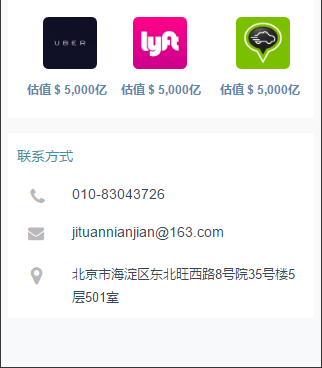 UBER
lyft
估值 $ 5,000亿 估值 $ 5,000亿 估值 $ 5,000亿
联系方式
010-83043726
jituannianjian@163.com
北京市海淀区东北旺西路8号院35号楼5
层501室